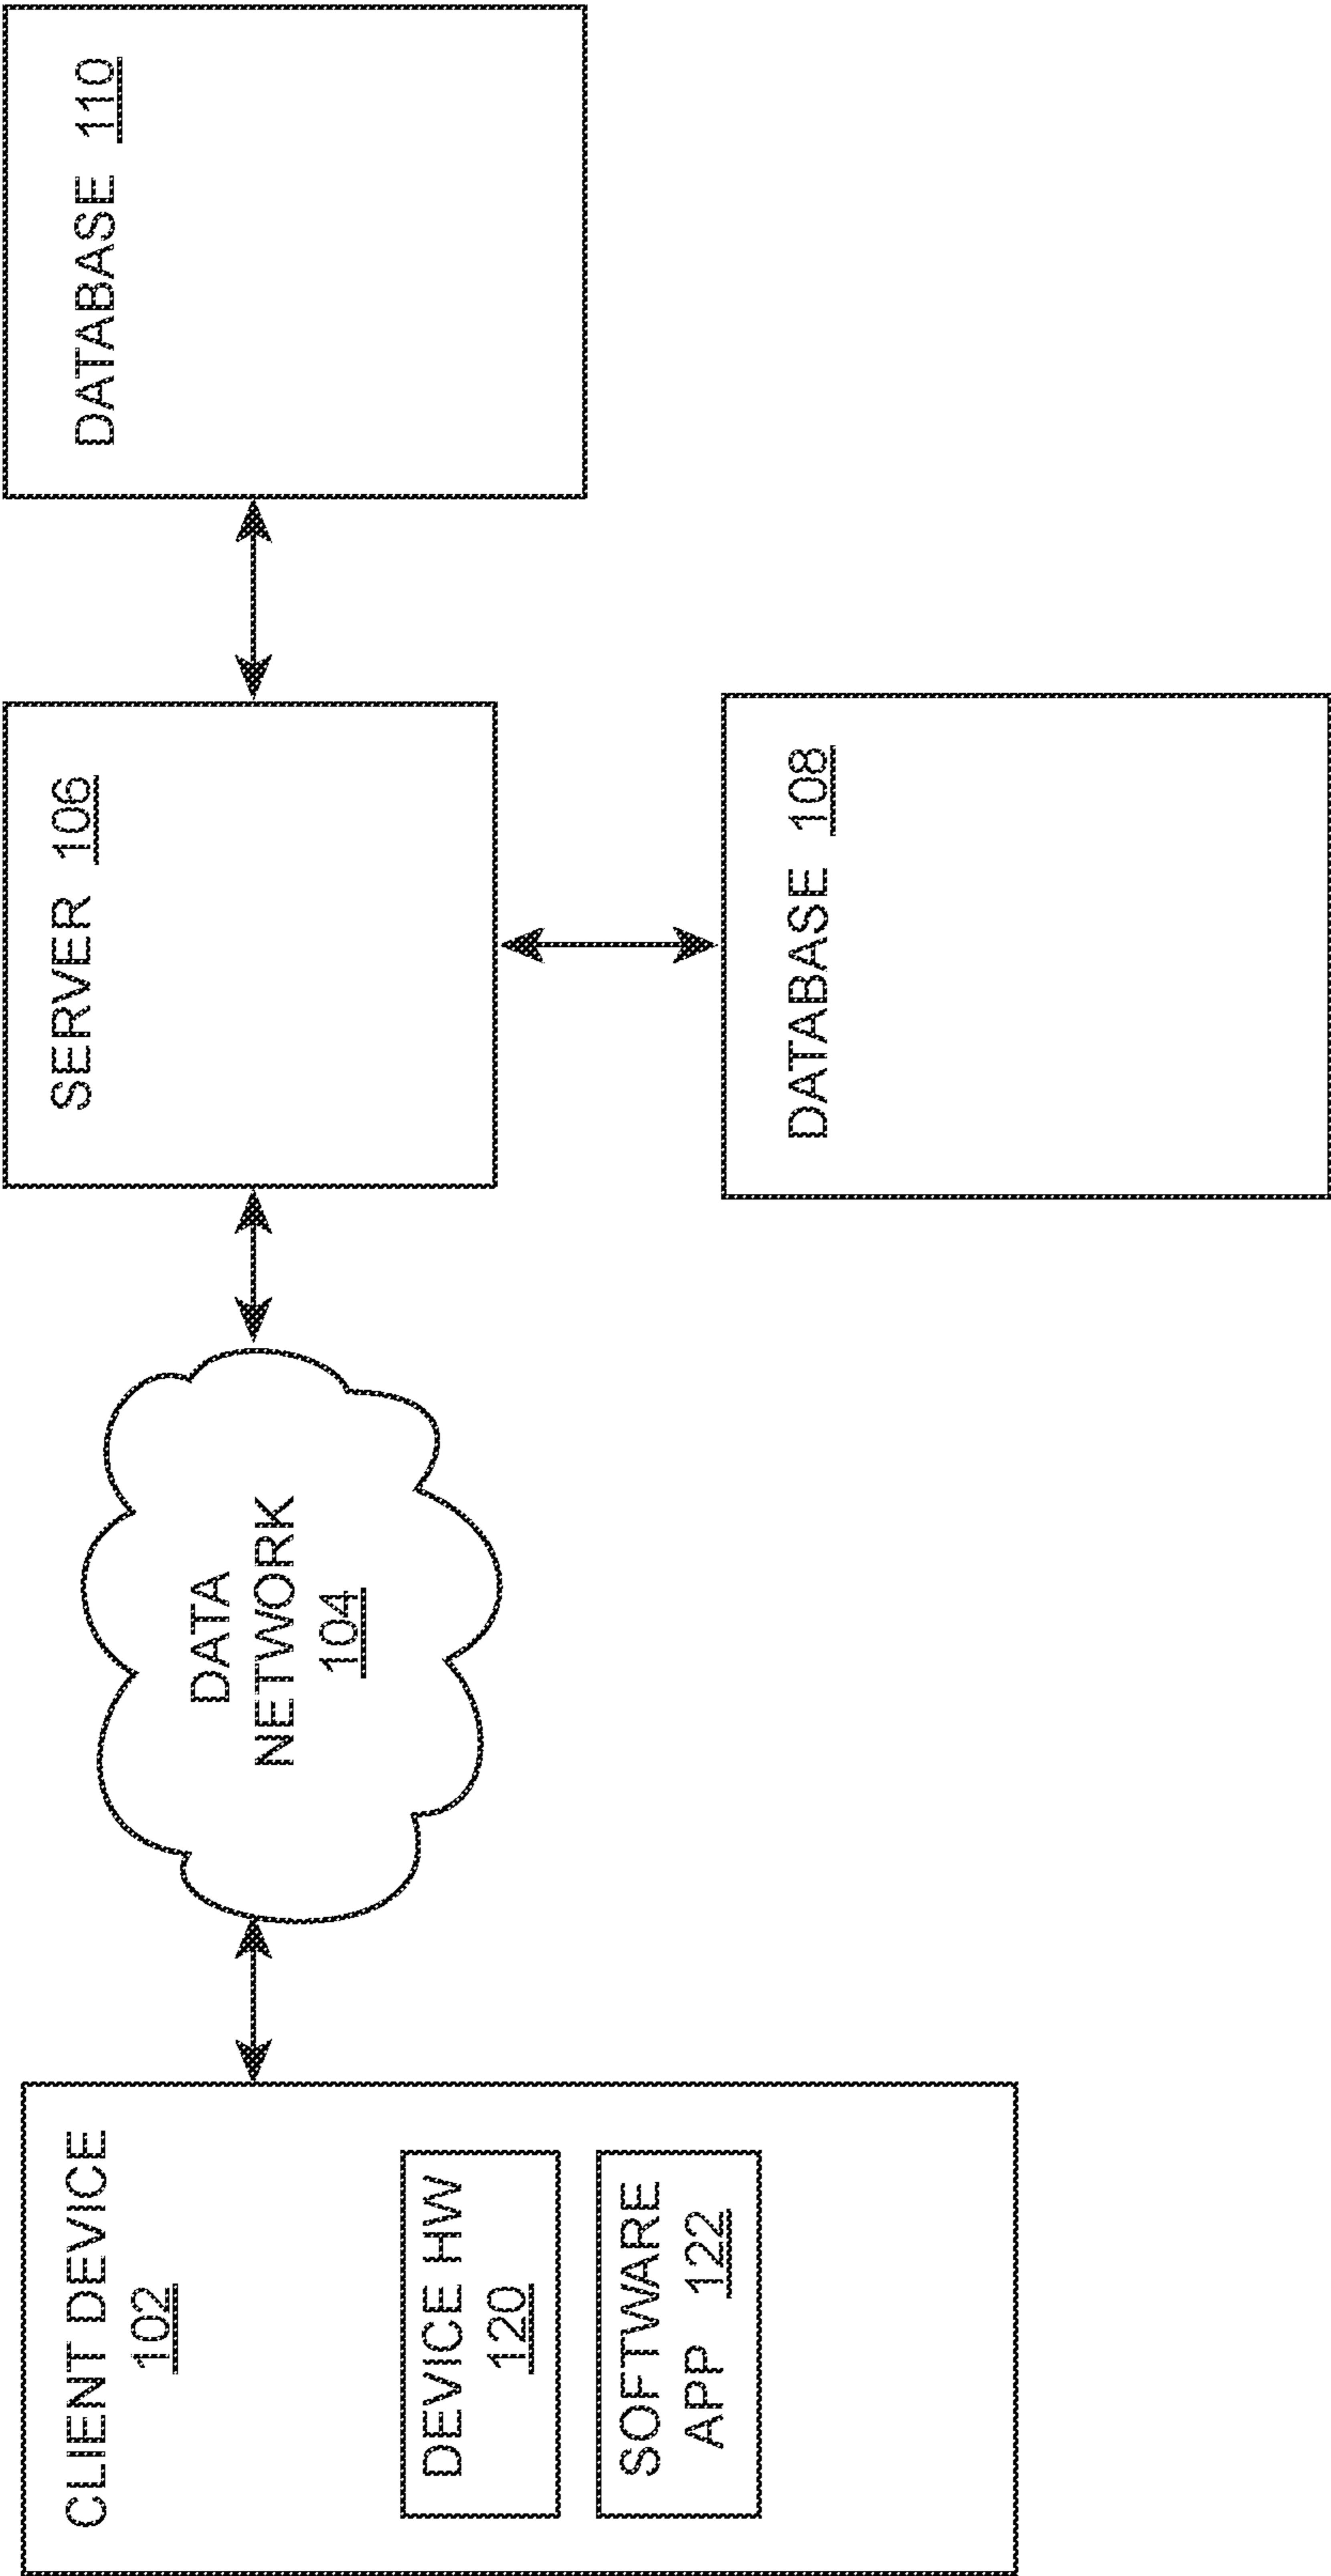 CLIENT DEVICE
102
DEVICE HW
120
SOFTWARE
APP 122
DATA
NETWORK
104
SERVER 106
DATABASE 108
DATABASE 110